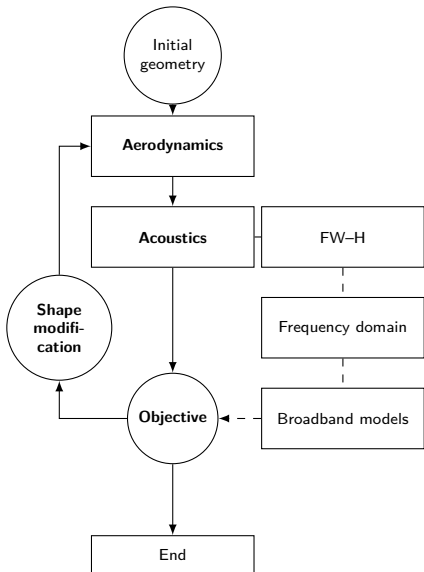 Initial
geometry
Aerodynamics
Acoustics
FW–H
Shape
modifi-
cation
Frequency domain
Objective
Broadband models
End